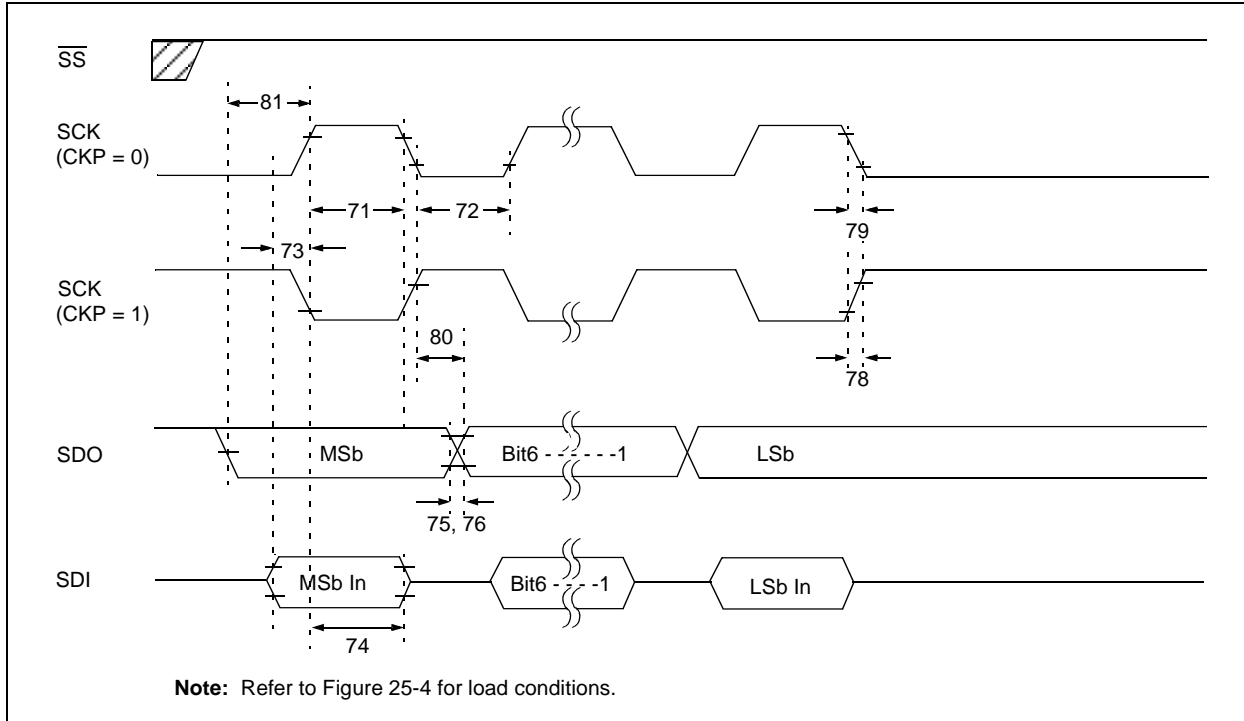 SS
81
SCK
(CKP = 0)
71
72
79
73
SCK
(CKP = 1)
80
78
SDO
MSb
Bit6 - - - - - -1
LSb
75, 76
SDI
MSb In
Bit6 - - - -1
LSb In
74
Note: Refer to Figure 25-4 for load conditions.